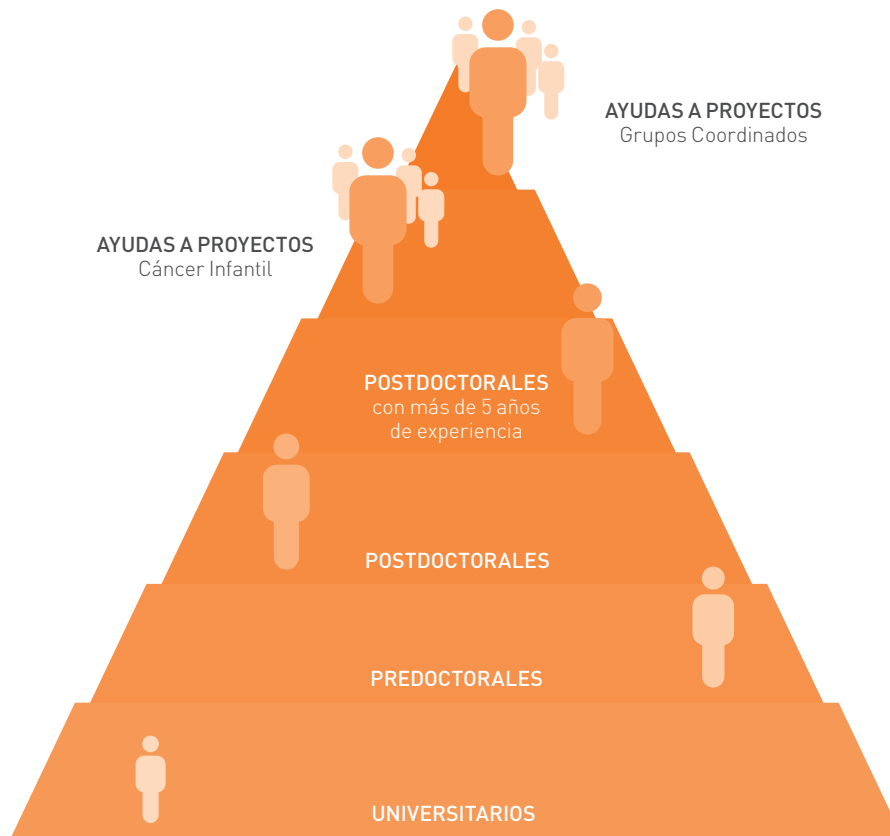 AYUDAS A PROYECTOS
Grupos Coordinados
AYUDAS A PROYECTOS
Cáncer Infantil
POSTDOCTORALES
con más de 5 años
de experiencia
POSTDOCTORALES
PREDOCTORALES
UNIVERSITARIOS